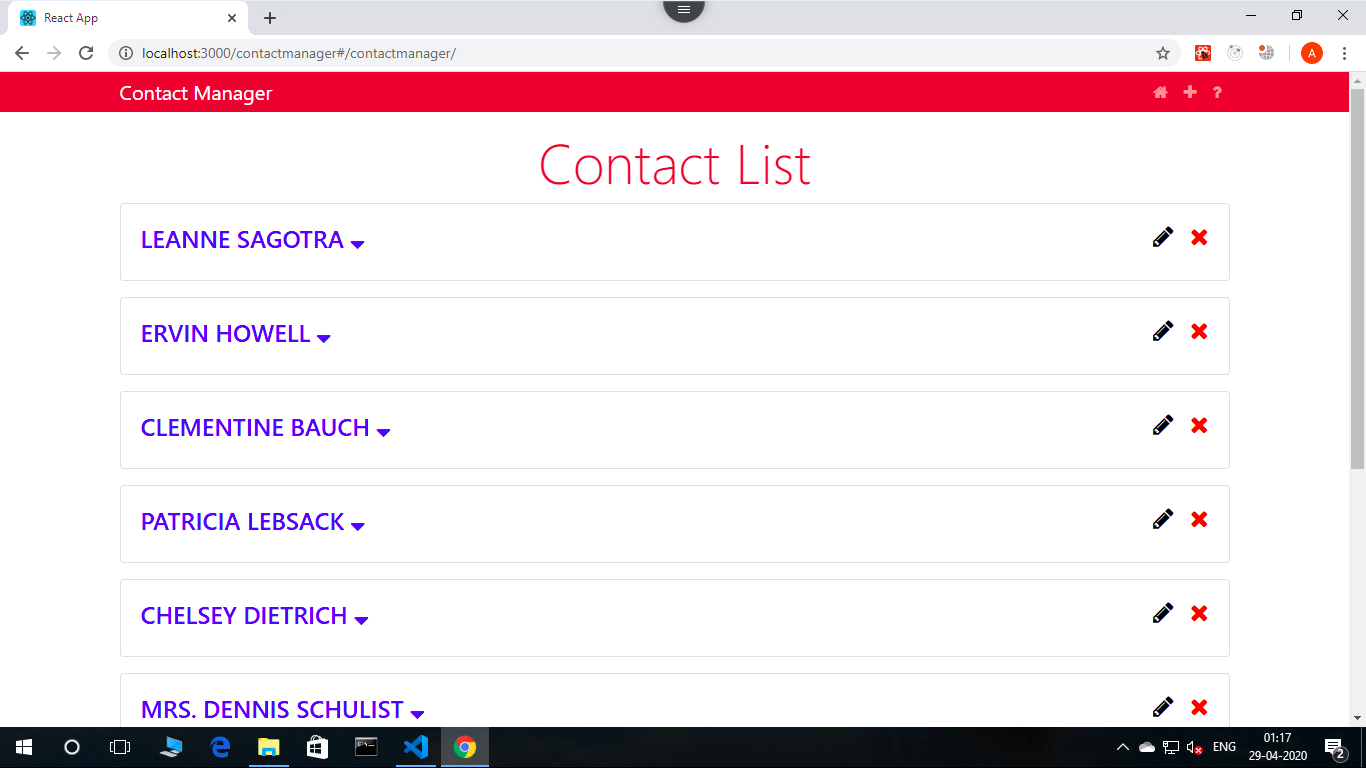 React App
localhost:3000/contactmanager#/contactmanager/
A
Contact Manager
Contact List
LEANNE SAGOTRA
ERVIN HOWELL
CLEMENTINE BAUCH
PATRICIA LEBSACK
CHELSEY DIETRICH
MRS. DENNIS SCHULIST
ENG
01:17
29-04-2020
2